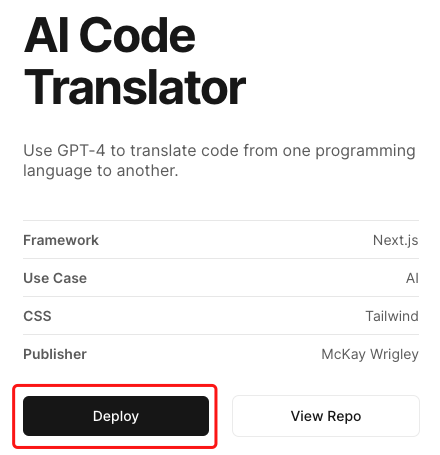 AI Code
Translator
Use GPT-4 to translate code from one programming
language to another.
Framework Next.js
Use Case AI
CSS Tailwind
Publisher McKay Wrigley
Deploy View Repo